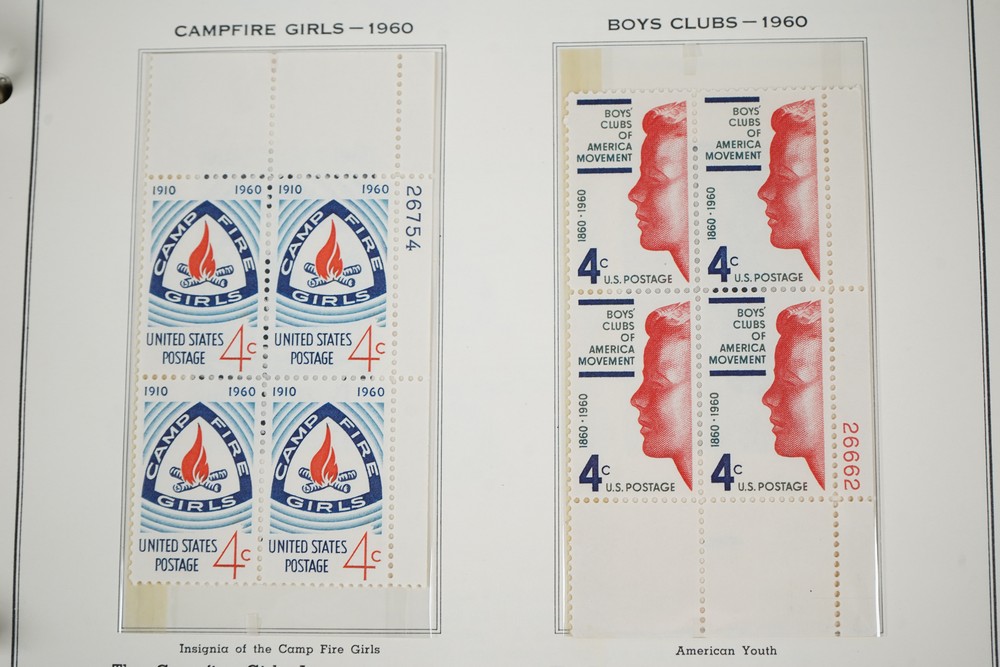 CAMPFIRE GIRLS — 1960
1910 1960
CAMP FIRE
GIRLS
UNITED STATES
POSTAGE 4c
1910 1960
CAMP FIRE
GIRLS
UNITED STATES
POSTAGE 4c
26754
1910 1960
CAMP FIRE
GIRLS
UNITED STATES
POSTAGE 4c
1910 1960
CAMP FIRE
GIRLS
UNITED STATES
POSTAGE 4c
Insignia of the Camp Fire Girls
BOYS CLUBS — 1960
BOYS'
CLUBS
OF
AMERICA
MOVEMENT
1860 · 1960
4c U.S. POSTAGE
BOYS'
CLUBS
OF
AMERICA
MOVEMENT
1860 · 1960
4c U.S. POSTAGE
BOYS'
CLUBS
OF
AMERICA
MOVEMENT
1860 · 1960
4c U.S. POSTAGE
BOYS'
CLUBS
OF
AMERICA
MOVEMENT
1860 · 1960
4c U.S. POSTAGE
26662
American Youth